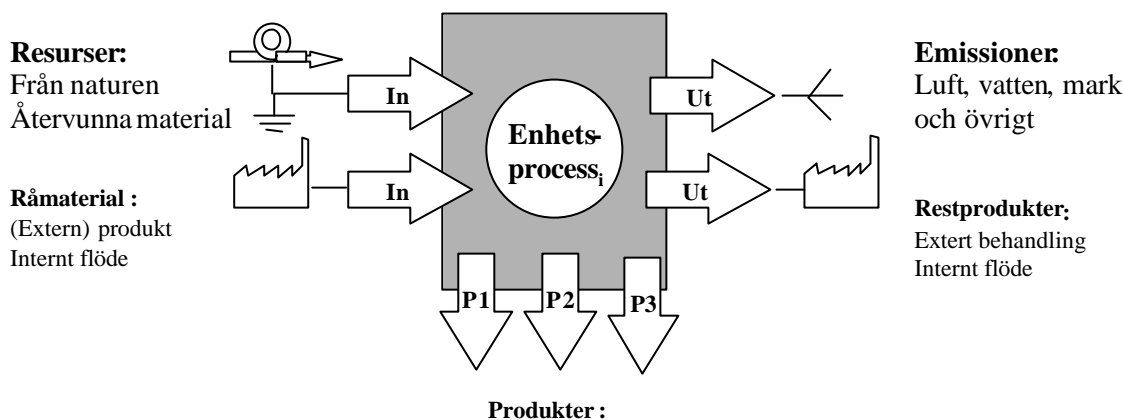 Resurser:
Från naturen
Återvunna material
Råmaterial :
(Extern) produkt
Internt flöde
In
In
Enhets-
processi
Ut
Ut
P1 P2 P3
Emissioner:
Luft, vatten, mark
och övrigt
Restprodukter:
Extert behandling
Internt flöde
Produkter :